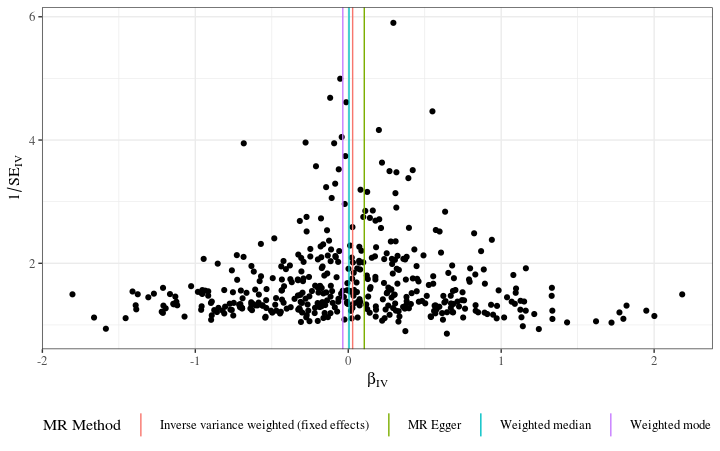 6
4
2
1/SE_IV
-2
-1
0
1
2
β_IV
MR Method
Inverse variance weighted (fixed effects)
MR Egger
Weighted median
Weighted mode